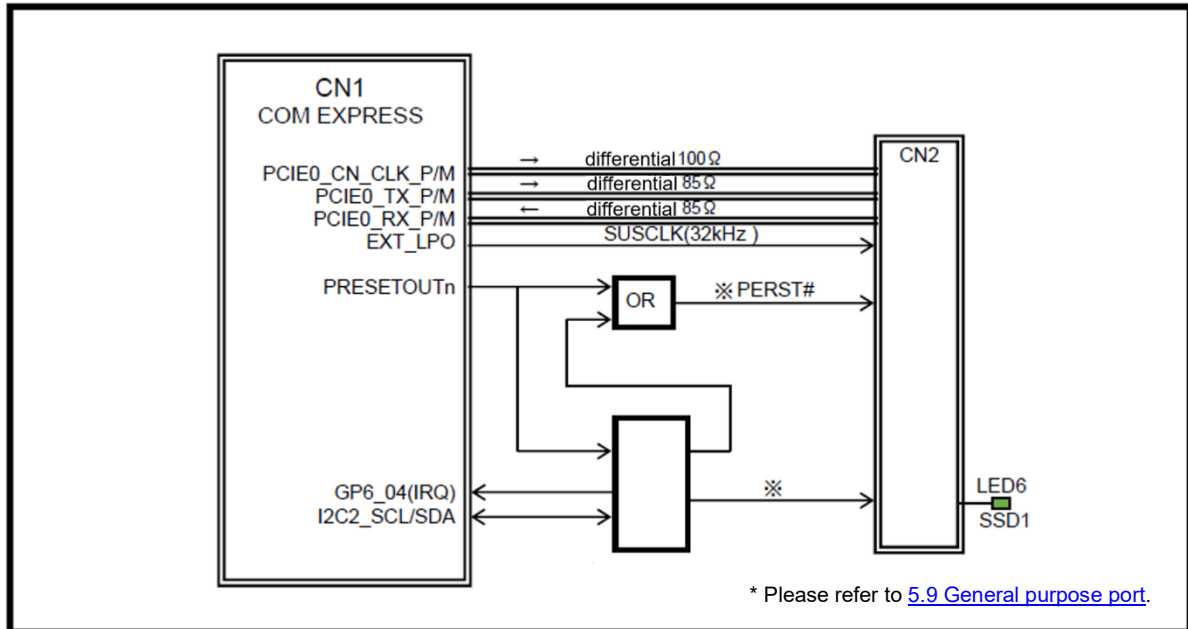 CN1
COM EXPRESS
CN2
PCIE0_CN_CLK_P/M → differential 100Ω
PCIE0_TX_P/M → differential 85Ω
PCIE0_RX_P/M ← differential 85Ω
EXT_LPO SUSCLK(32kHz )
PRESETOUTn
OR
※ PERST#
GP6_04(IRQ)
※
I2C2_SCL/SDA
LED6
SSD1
* Please refer to 5.9 General purpose port.